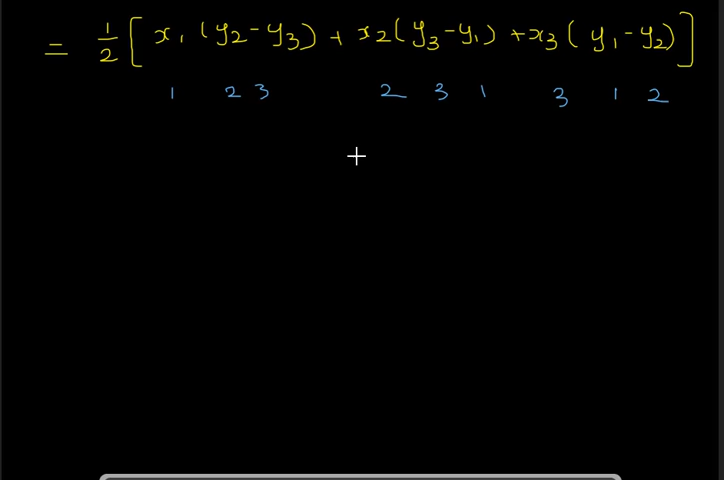 = 1/2 [ x₁ (y₂ - y₃) + x₂ (y₃ - y₁) + x₃ ( y₁ - y₂) ]
1 2 3 2 3 1 3 1 2